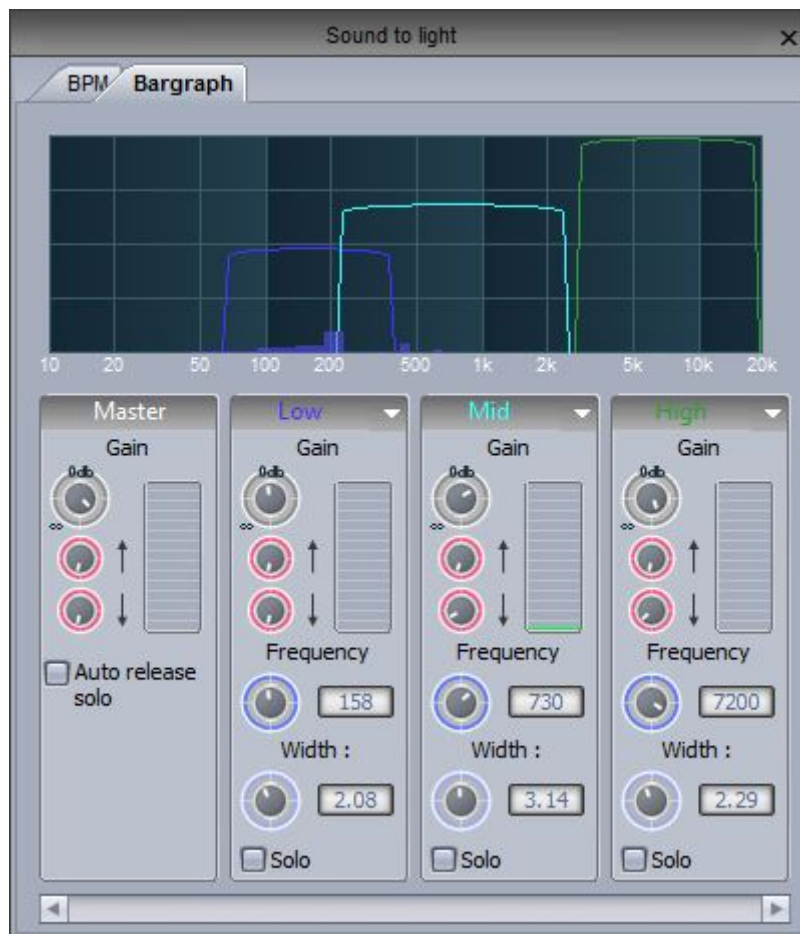 Sound to light
BPM Bargraph
10 20 50 100 200 500 1k 2k 5k 10k 20k
Master Low Mid High
Gain Gain Gain Gain
0db 0db 0db 0db
∞ ∞ ∞ ∞
Frequency Frequency Frequency
Auto release
solo
158 730 7200
Width : Width : Width :
2.08 3.14 2.29
Solo Solo Solo